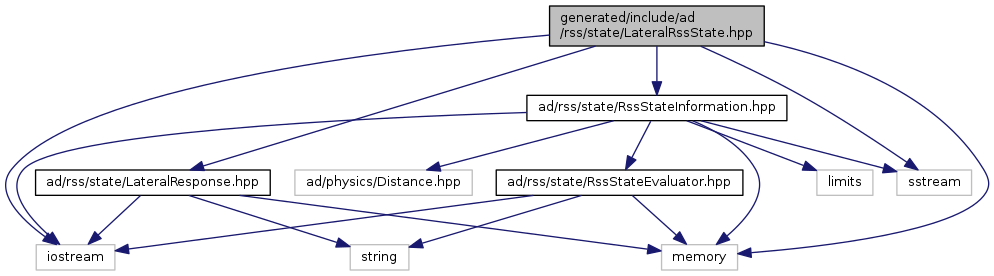 generated/include/ad
/rss/state/LateralRssState.hpp
ad/rss/state/RssStateInformation.hpp
ad/rss/state/LateralResponse.hpp
ad/physics/Distance.hpp
ad/rss/state/RssStateEvaluator.hpp
limits
sstream
iostream
string
memory